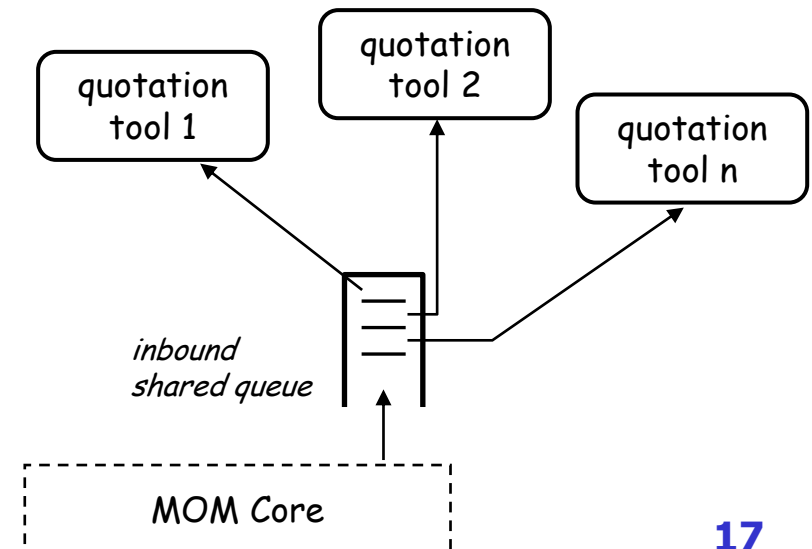 quotation
tool 1
quotation
tool 2
quotation
tool n
inbound
shared queue
MOM Core
17